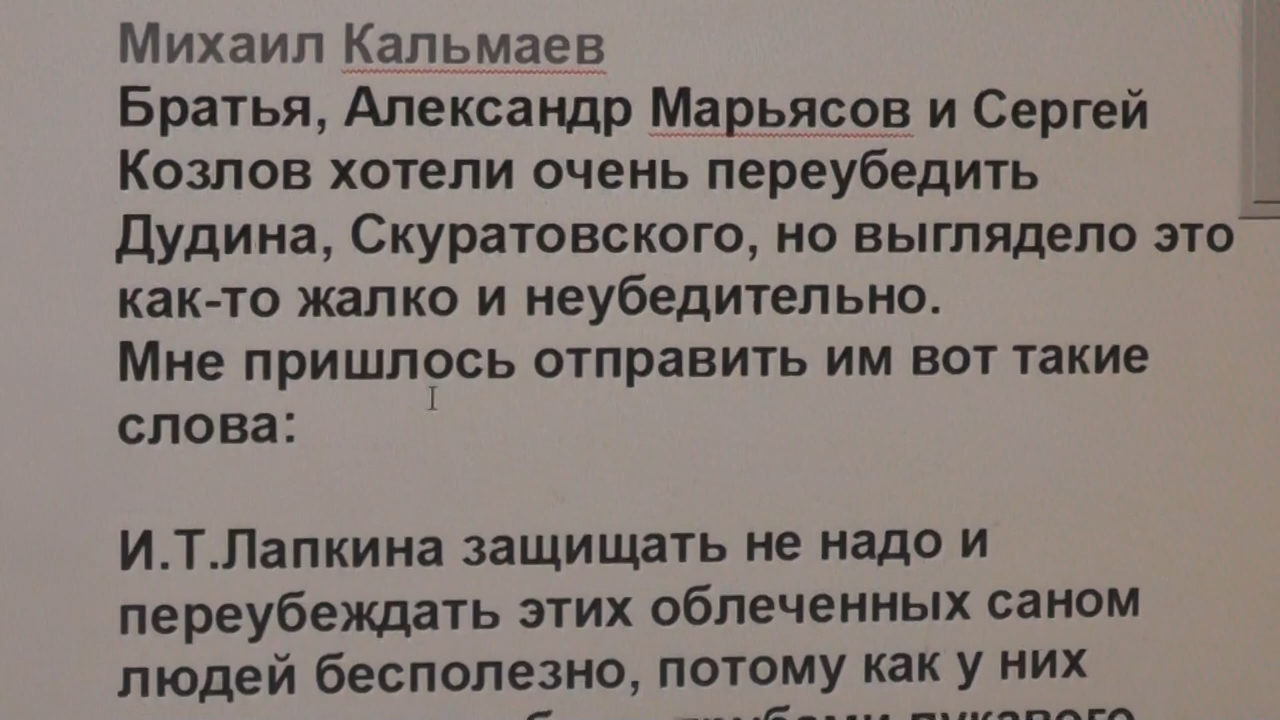 Михаил Кальмаев
Братья, Александр Марьясов и Сергей
Козлов хотели очень переубедить
Дудина, Скуратовского, но выглядело это
как-то жалко и неубедительно.
Мне пришлось отправить им вот такие
слова:
И.Т.Лапкина защищать не надо и
переубеждать этих облеченных саном
людей бесполезно, потому как у них